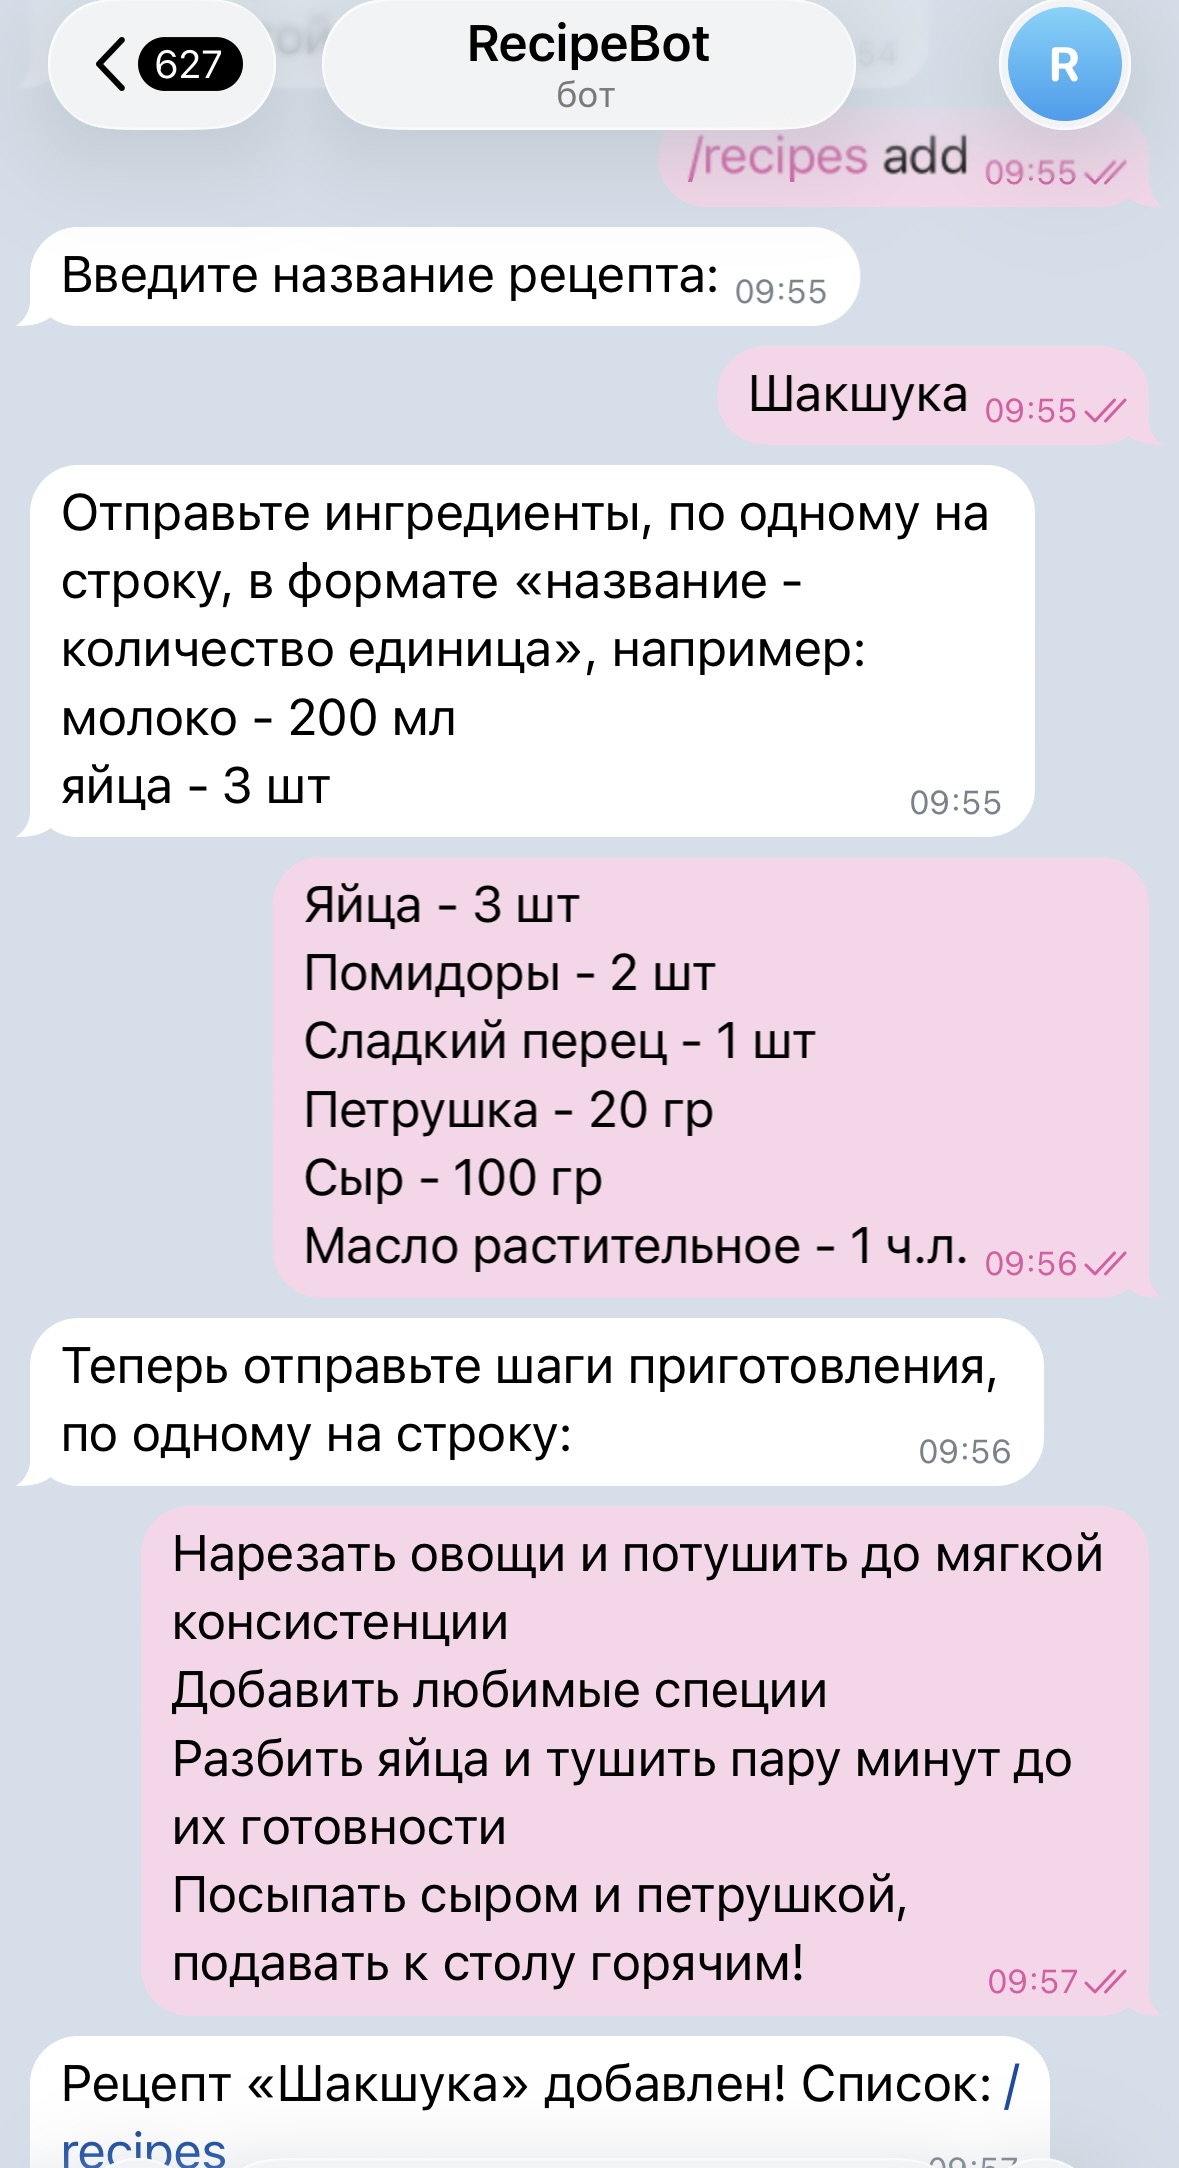 627
RecipeBot
бот
R
/recipes add 09:55
Введите название рецепта: 09:55
Шакшука 09:55
Отправьте ингредиенты, по одному на
строку, в формате «название -
количество единица», например:
молоко - 200 мл
яйца - 3 шт
09:55
Яйца - 3 шт
Помидоры - 2 шт
Сладкий перец - 1 шт
Петрушка - 20 гр
Сыр - 100 гр
Масло растительное - 1 ч.л. 09:56
Теперь отправьте шаги приготовления,
по одному на строку:
09:56
Нарезать овощи и потушить до мягкой
консистенции
Добавить любимые специи
Разбить яйца и тушить пару минут до
их готовности
Посыпать сыром и петрушкой,
подавать к столу горячим!
09:57
Рецепт «Шакшука» добавлен! Список: /
recipes
09:57